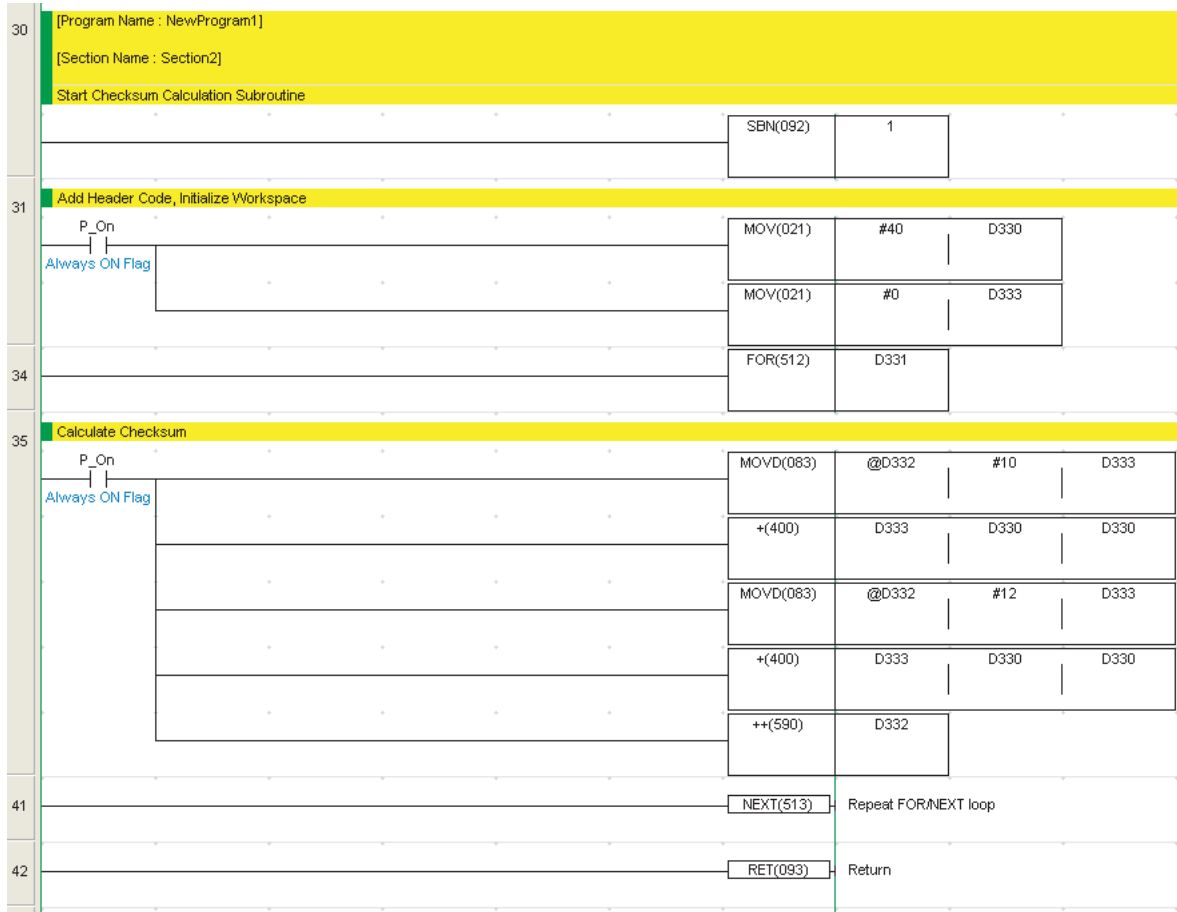 30
[Program Name : NewProgram1]
[Section Name : Section2]
Start Checksum Calculation Subroutine
SBN(092) 1
31
Add Header Code, Initialize Workspace
P_On
Always ON Flag
MOV(021) #40 D330
MOV(021) #0 D333
34
FOR(512) D331
35
Calculate Checksum
P_On
Always ON Flag
MOVD(083) @D332 #10 D333
+(400) D333 D330 D330
MOVD(083) @D332 #12 D333
+(400) D333 D330 D330
++(590) D332
41
NEXT(513) Repeat FOR/NEXT loop
42
RET(093) Return